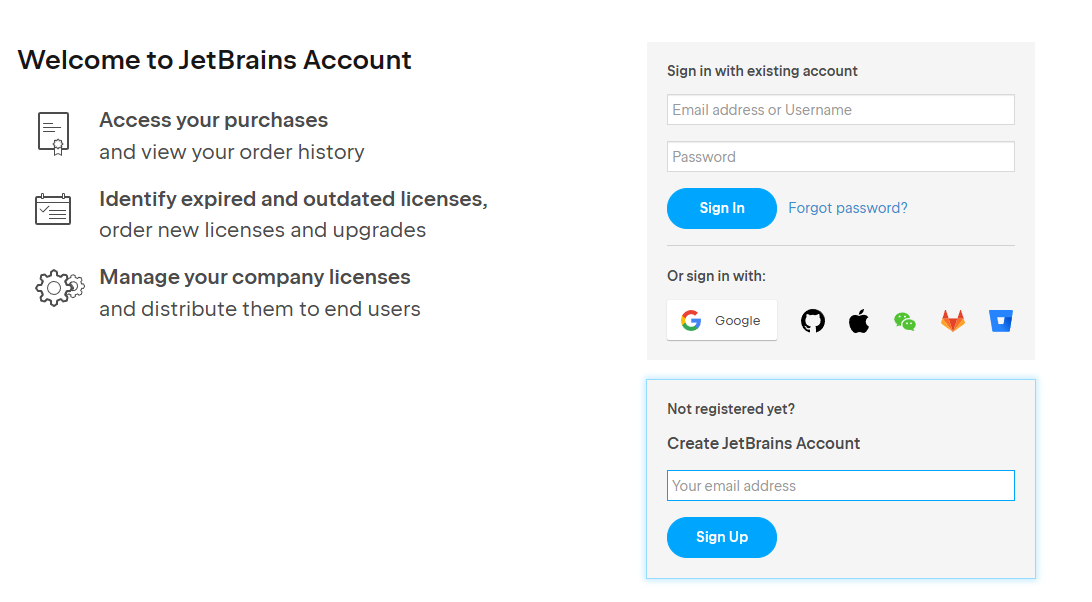 Welcome to JetBrains Account
Access your purchases
and view your order history
Identify expired and outdated licenses,
order new licenses and upgrades
Manage your company licenses
and distribute them to end users
Sign in with existing account
Email address or Username
Password
Sign In
Forgot password?
Or sign in with:
Google
Not registered yet?
Create JetBrains Account
Your email address
Sign Up